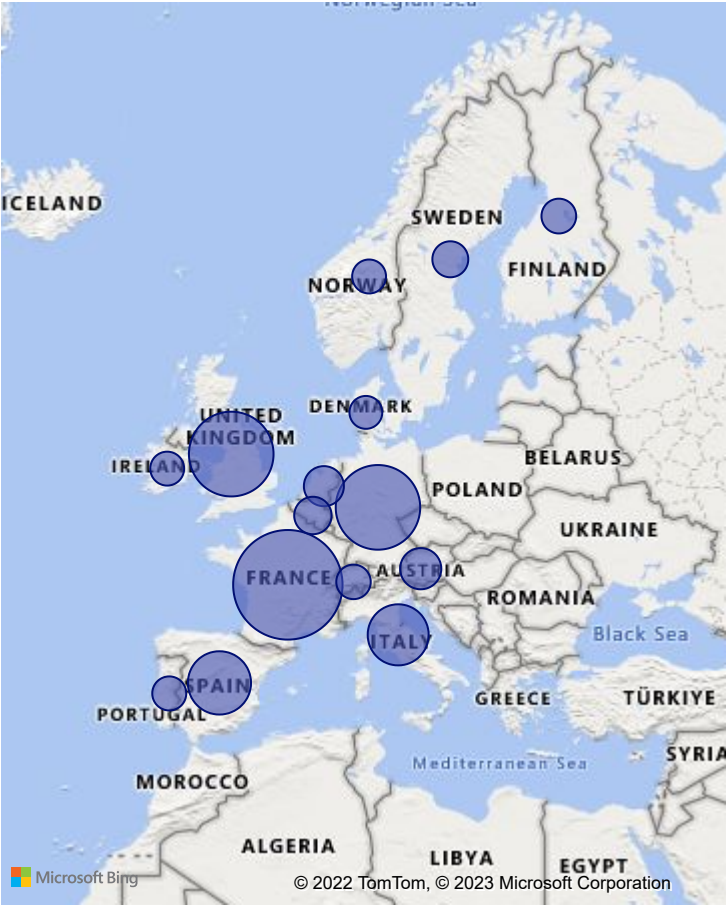 Norwegian Sea
ICELAND
SWEDEN
FINLAND
NORWAY
DENMARK
UNITED
KINGDOM
IRELAND
BELARUS
POLAND
UKRAINE
FRANCE
AUSTRIA
ROMANIA
Black Sea
ITALY
SPAIN
PORTUGAL
GREECE
TÜRKIYE
SYRIA
Mediterranean Sea
MOROCCO
ALGERIA
LIBYA
EGYPT
Microsoft Bing
© 2022 TomTom, © 2023 Microsoft Corporation